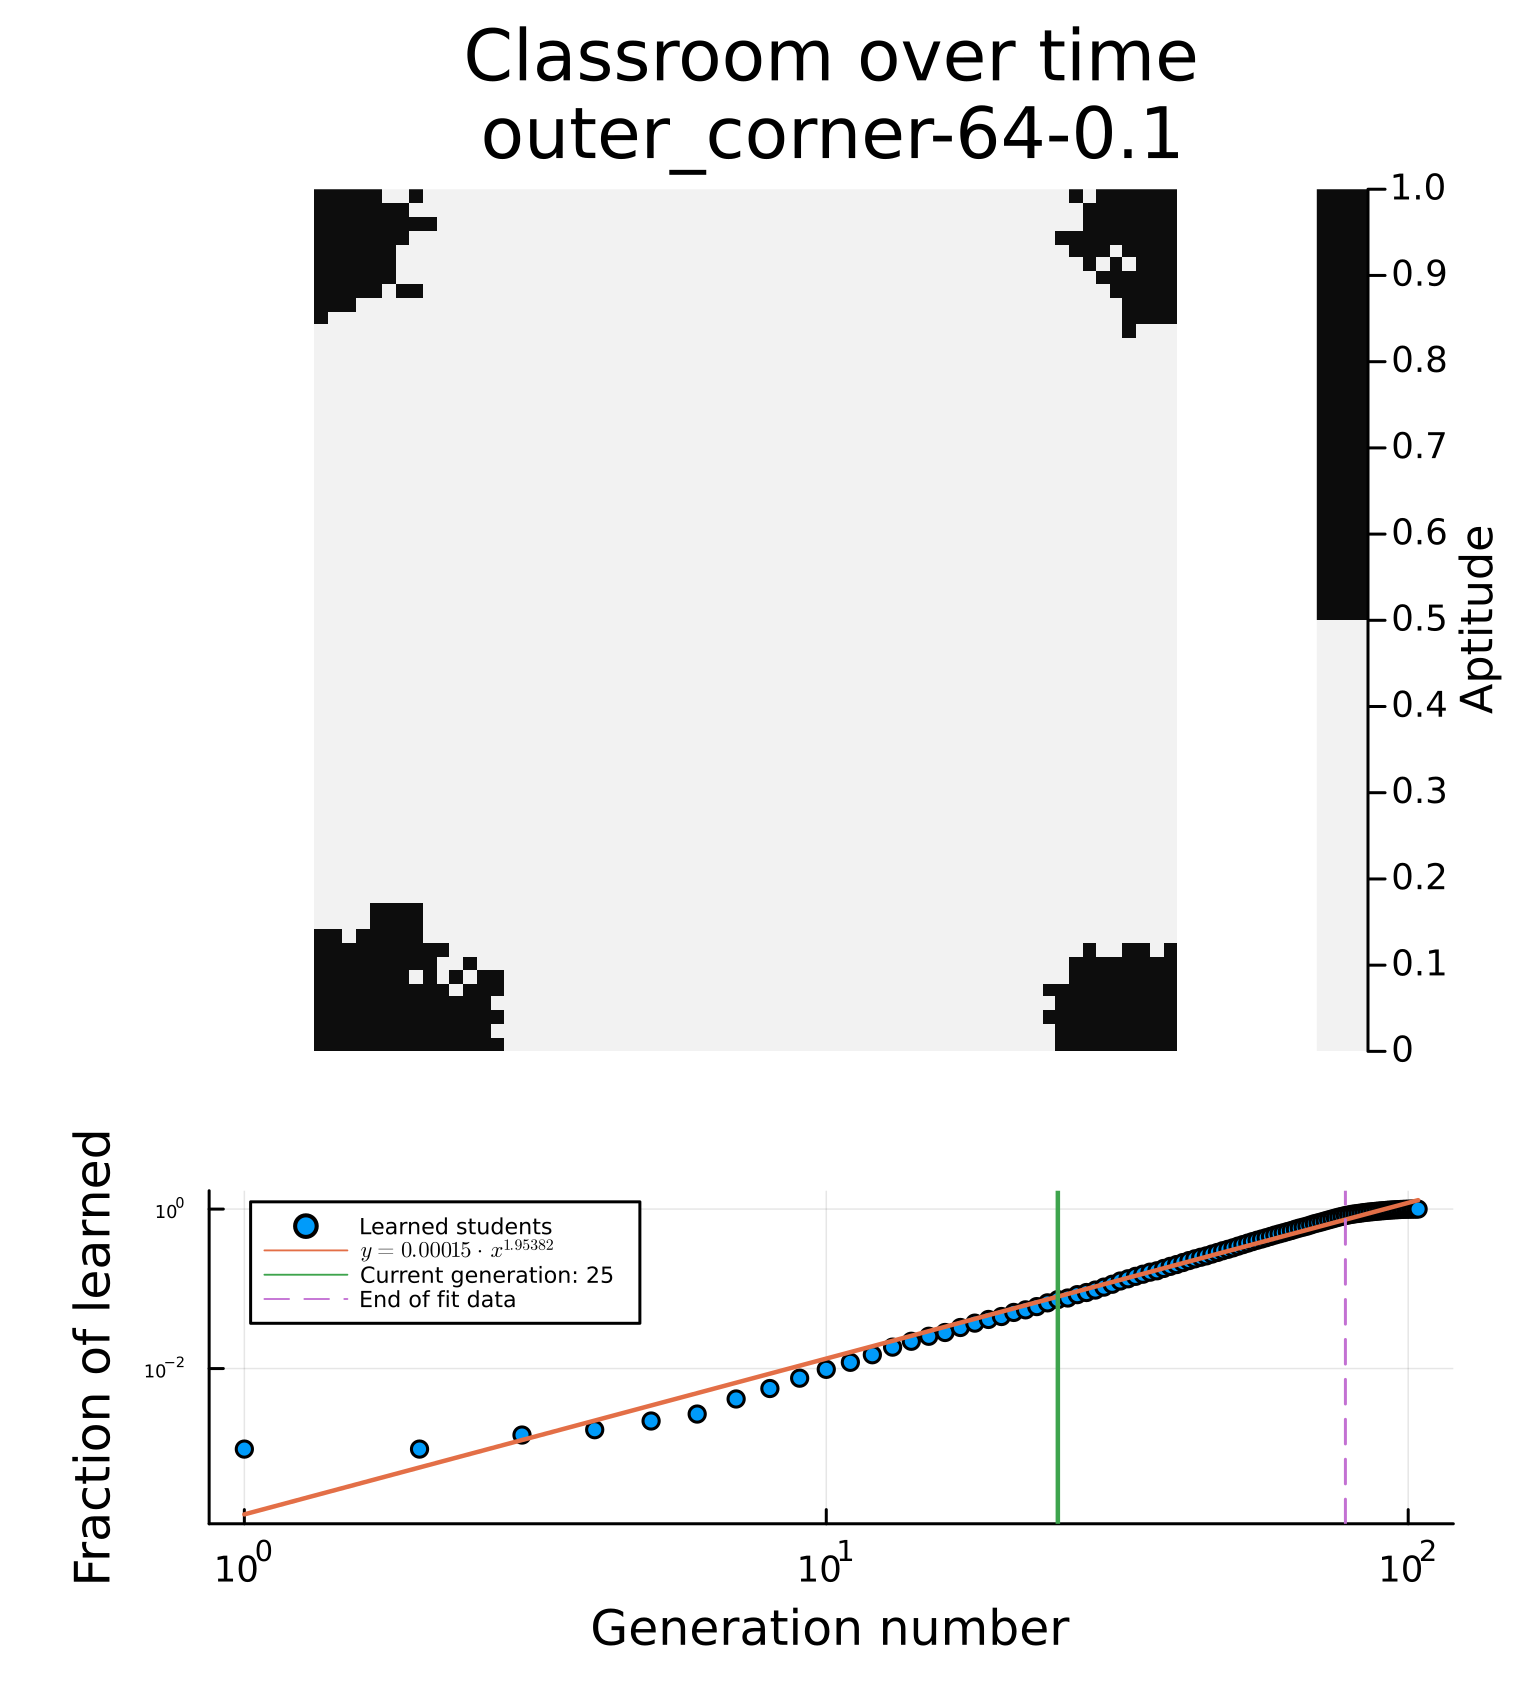 Classroom over time
outer_corner-64-0.1
1.0
0.9
0.8
0.7
0.6
0.5
0.4
0.3
0.2
0.1
0
Aptitude
Fraction of learned
10^0
10^−2
Learned students
y = 0.00015 · x^1.95382
Current generation: 25
End of fit data
10^0
10^1
10^2
Generation number